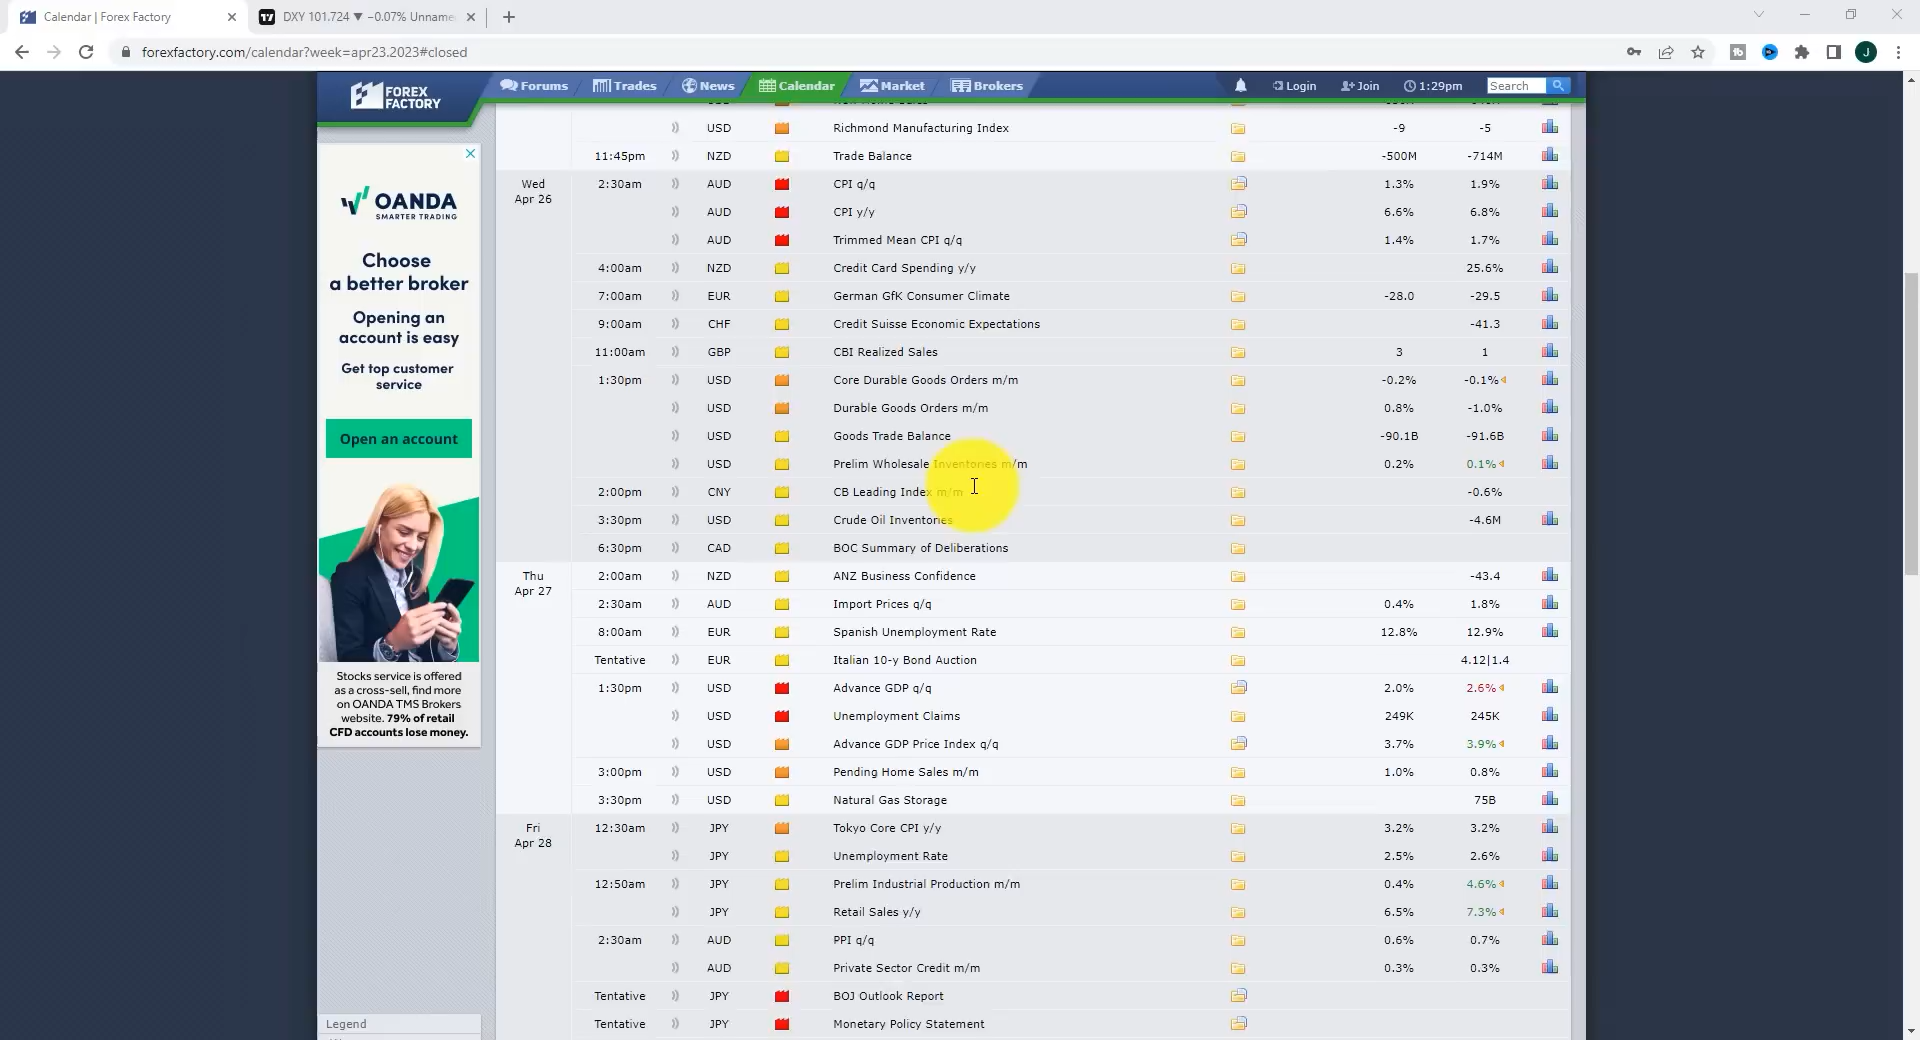 Calendar | Forex Factory
DXY 101.724 ▼ −0.07% Unname
forexfactory.com/calendar?week=apr23.2023#closed
J
FOREX FACTORY
Forums Trades News Calendar Market Brokers Login Join 1:29pm Search
USD Richmond Manufacturing Index -9 -5
11:45pm NZD Trade Balance -500M -714M
Wed Apr 26 2:30am AUD CPI q/q 1.3% 1.9%
AUD CPI y/y 6.6% 6.8%
AUD Trimmed Mean CPI q/q 1.4% 1.7%
4:00am NZD Credit Card Spending y/y 25.6%
7:00am EUR German GfK Consumer Climate -28.0 -29.5
9:00am CHF Credit Suisse Economic Expectations -41.3
11:00am GBP CBI Realized Sales 3 1
1:30pm USD Core Durable Goods Orders m/m -0.2% -0.1%
USD Durable Goods Orders m/m 0.8% -1.0%
USD Goods Trade Balance -90.1B -91.6B
USD Prelim Wholesale Inventories m/m 0.2% 0.1%
2:00pm CNY CB Leading Index m/m -0.6%
3:30pm USD Crude Oil Inventories -4.6M
6:30pm CAD BOC Summary of Deliberations
Thu Apr 27 2:00am NZD ANZ Business Confidence -43.4
2:30am AUD Import Prices q/q 0.4% 1.8%
8:00am EUR Spanish Unemployment Rate 12.8% 12.9%
Tentative EUR Italian 10-y Bond Auction 4.12|1.4
1:30pm USD Advance GDP q/q 2.0% 2.6%
USD Unemployment Claims 249K 245K
USD Advance GDP Price Index q/q 3.7% 3.9%
3:00pm USD Pending Home Sales m/m 1.0% 0.8%
3:30pm USD Natural Gas Storage 75B
Fri Apr 28 12:30am JPY Tokyo Core CPI y/y 3.2% 3.2%
JPY Unemployment Rate 2.5% 2.6%
12:50am JPY Prelim Industrial Production m/m 0.4% 4.6%
JPY Retail Sales y/y 6.5% 7.3%
2:30am AUD PPI q/q 0.6% 0.7%
AUD Private Sector Credit m/m 0.3% 0.3%
Tentative JPY BOJ Outlook Report
Tentative JPY Monetary Policy Statement
OANDA
SMARTER TRADING
Choose
a better broker
Opening an
account is easy
Get top customer
service
Open an account
Stocks service is offered
as a cross-sell, find more
on OANDA TMS Brokers
website. 79% of retail
CFD accounts lose money.
Legend